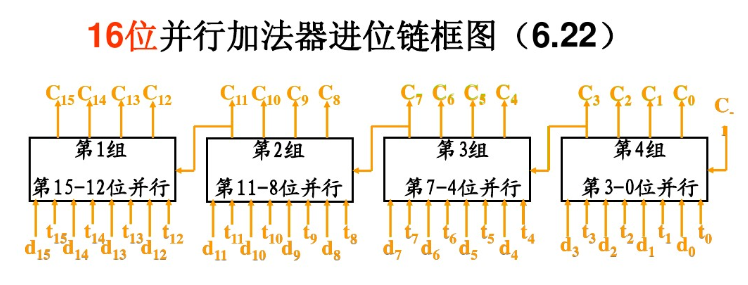 16位并行加法器进位链框图（6.22）
C15 C14 C13 C12 C11 C10 C9 C8 C7 C6 C5 C4 C3 C2 C1 C0 C-1
第1组 第2组 第3组 第4组
第15-12位并行 第11-8位并行 第7-4位并行 第3-0位并行
t15 t14 t13 t12 t11 t10 t9 t8 t7 t6 t5 t4 t3 t2 t1 t0
d15 d14 d13 d12 d11 d10 d9 d8 d7 d6 d5 d4 d3 d2 d1 d0